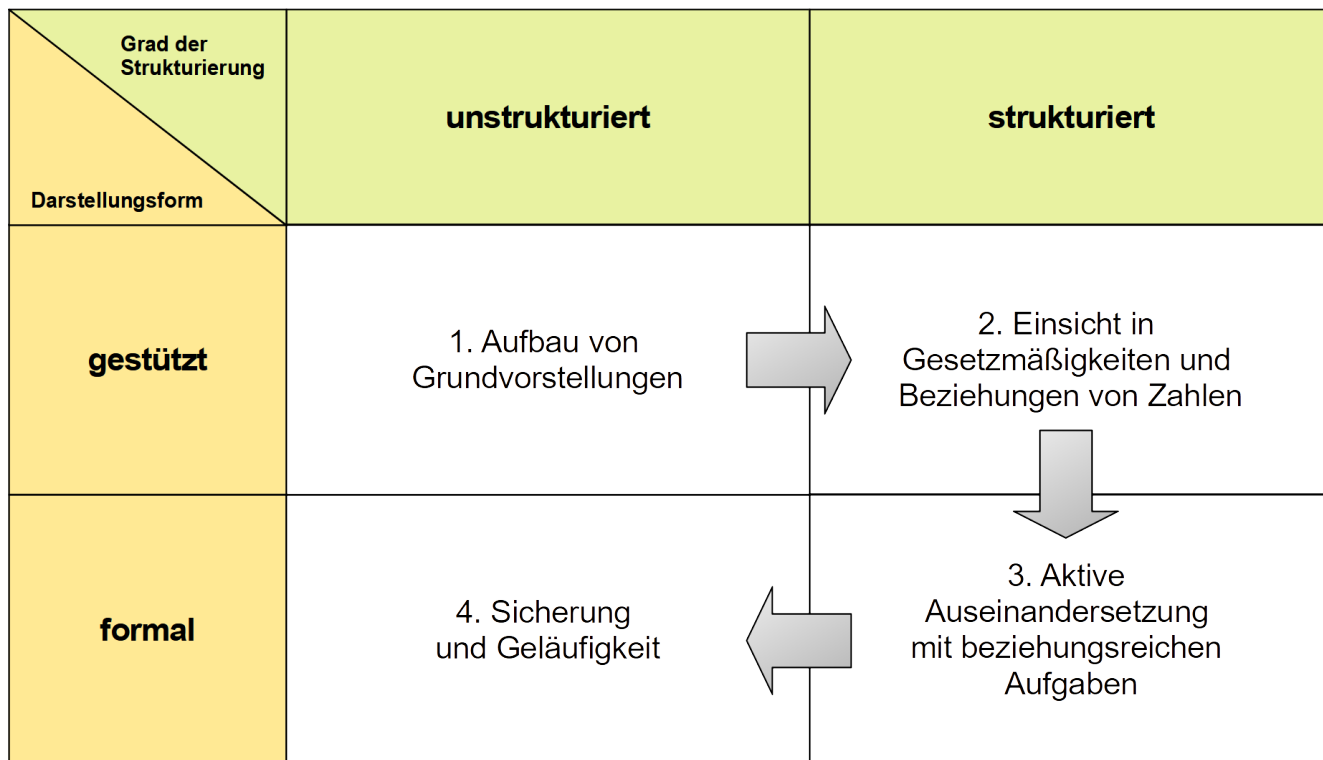 Grad der
Strukturierung
Darstellungsform
unstrukturiert
strukturiert
gestützt
1. Aufbau von
Grundvorstellungen
2. Einsicht in
Gesetzmäßigkeiten und
Beziehungen von Zahlen
formal
4. Sicherung
und Geläufigkeit
3. Aktive
Auseinandersetzung
mit beziehungsreichen
Aufgaben